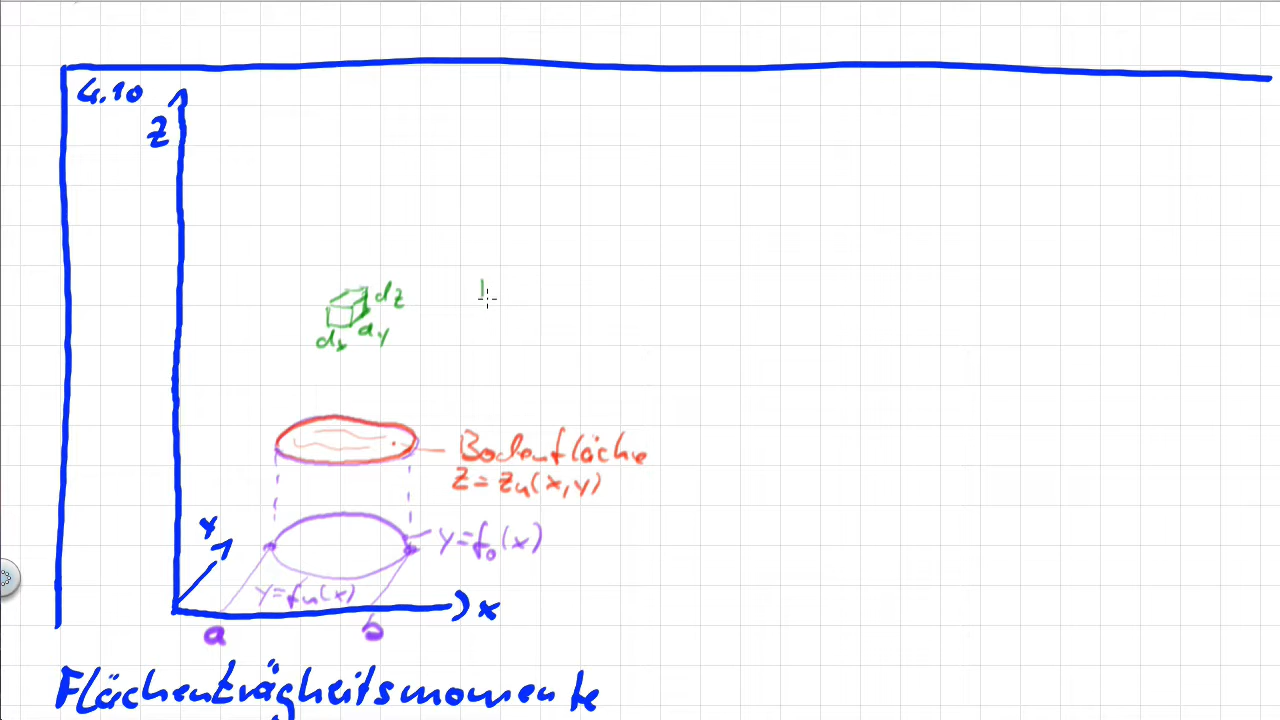 4.10
z
dz
dx dy
Bodenfläche
z = zu(x,y)
y
y=fo(x)
y=fu(x)
x
a
b
Flächenträgheitsmomente